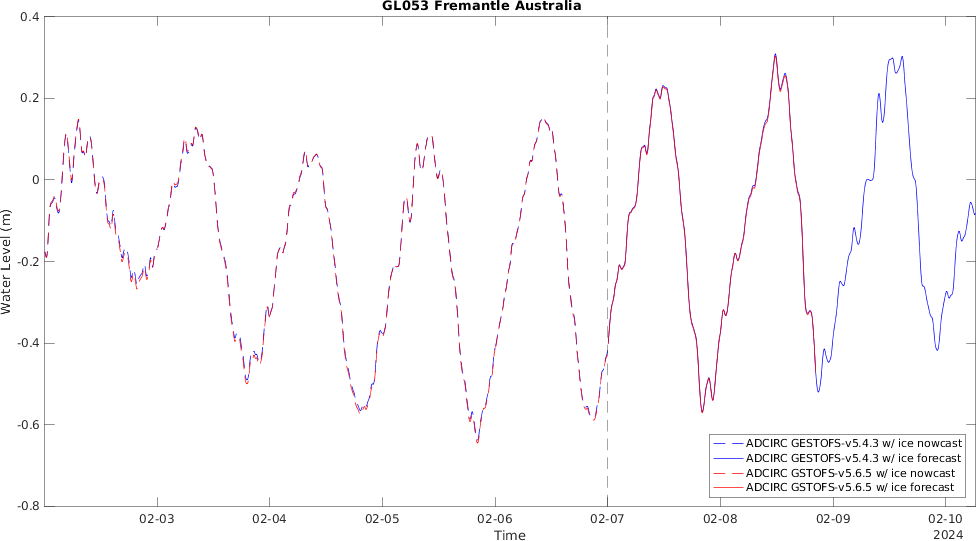 GL053 Fremantle Australia
0.4
0.2
0
-0.2
-0.4
-0.6
-0.8
Water Level (m)
02-03
02-04
02-05
02-06
02-07
02-08
02-09
02-10
Time
2024
ADCIRC GESTOFS-v5.4.3 w/ ice nowcast
ADCIRC GESTOFS-v5.4.3 w/ ice forecast
ADCIRC GSTOFS-v5.6.5 w/ ice nowcast
ADCIRC GSTOFS-v5.6.5 w/ ice forecast